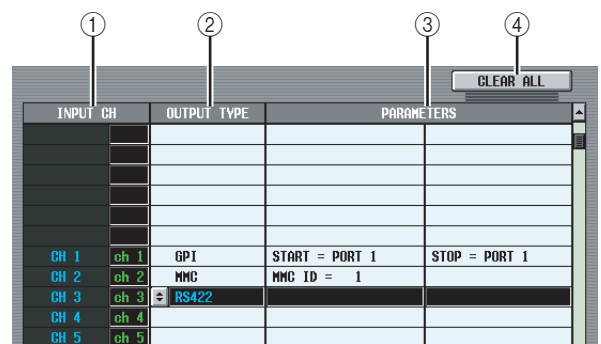 ① ② ③ ④
CLEAR ALL
INPUT CH OUTPUT TYPE PARAMETERS
CH 1 ch 1 GPI START = PORT 1 STOP = PORT 1
CH 2 ch 2 MMC MMC ID = 1
CH 3 ch 3 RS422
CH 4 ch 4
CH 5 ch 5